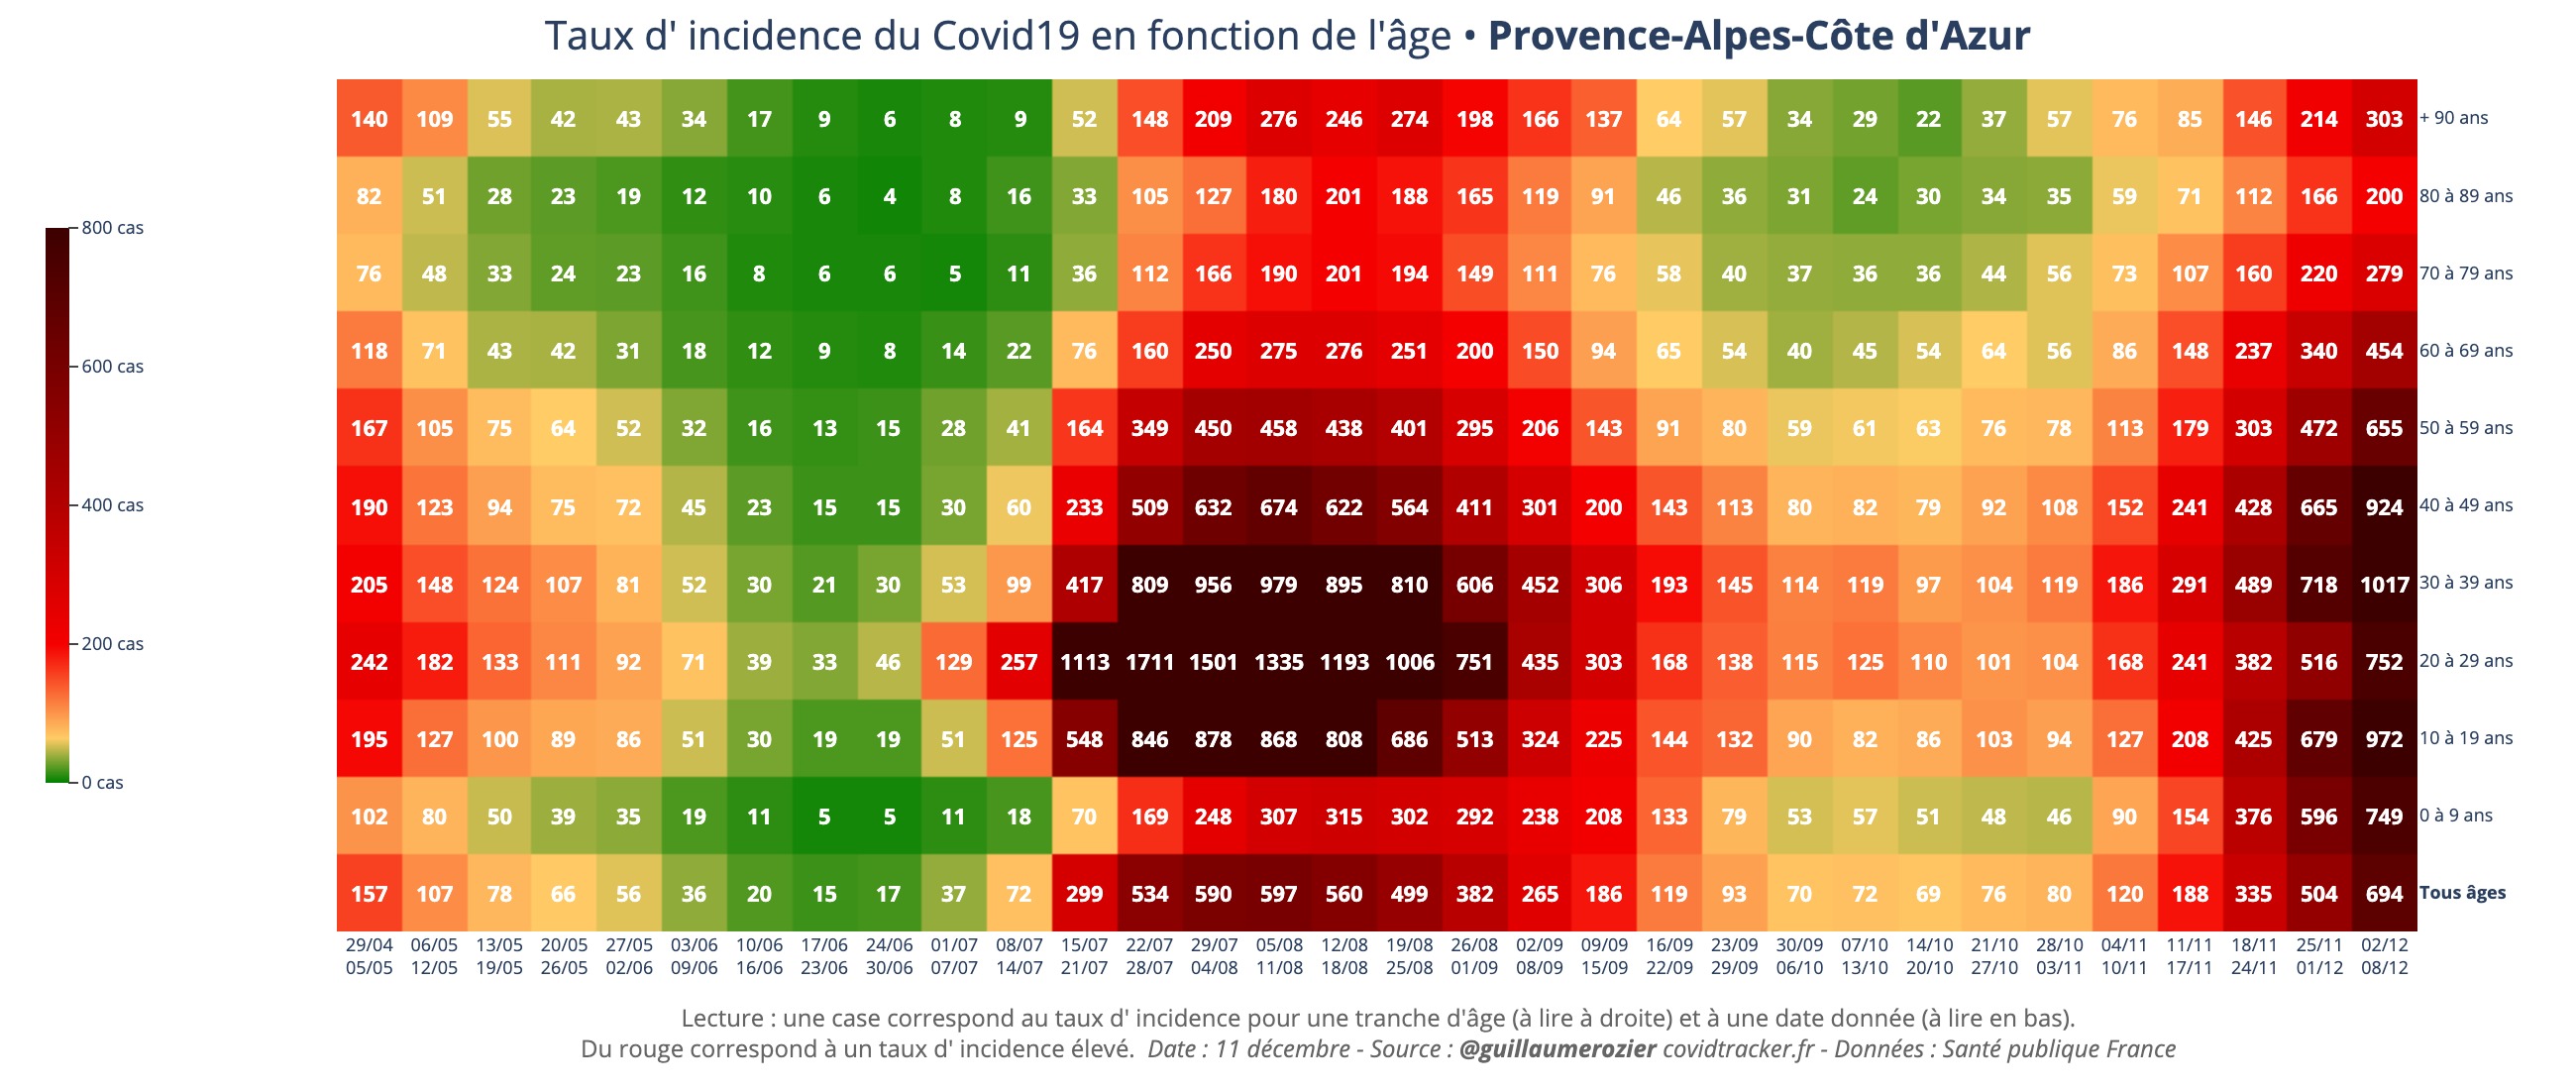 Taux d' incidence du Covid19 en fonction de l'âge • Provence-Alpes-Côte d'Azur
140 109 55 42 43 34 17 9 6 8 9 52 148 209 276 246 274 198 166 137 64 57 34 29 22 37 57 76 85 146 214 303 + 90 ans
82 51 28 23 19 12 10 6 4 8 16 33 105 127 180 201 188 165 119 91 46 36 31 24 30 34 35 59 71 112 166 200 80 à 89 ans
76 48 33 24 23 16 8 6 6 5 11 36 112 166 190 201 194 149 111 76 58 40 37 36 36 44 56 73 107 160 220 279 70 à 79 ans
118 71 43 42 31 18 12 9 8 14 22 76 160 250 275 276 251 200 150 94 65 54 40 45 54 64 56 86 148 237 340 454 60 à 69 ans
167 105 75 64 52 32 16 13 15 28 41 164 349 450 458 438 401 295 206 143 91 80 59 61 63 76 78 113 179 303 472 655 50 à 59 ans
190 123 94 75 72 45 23 15 15 30 60 233 509 632 674 622 564 411 301 200 143 113 80 82 79 92 108 152 241 428 665 924 40 à 49 ans
205 148 124 107 81 52 30 21 30 53 99 417 809 956 979 895 810 606 452 306 193 145 114 119 97 104 119 186 291 489 718 1017 30 à 39 ans
242 182 133 111 92 71 39 33 46 129 257 1113 1711 1501 1335 1193 1006 751 435 303 168 138 115 125 110 101 104 168 241 382 516 752 20 à 29 ans
195 127 100 89 86 51 30 19 19 51 125 548 846 878 868 808 686 513 324 225 144 132 90 82 86 103 94 127 208 425 679 972 10 à 19 ans
102 80 50 39 35 19 11 5 5 11 18 70 169 248 307 315 302 292 238 208 133 79 53 57 51 48 46 90 154 376 596 749 0 à 9 ans
157 107 78 66 56 36 20 15 17 37 72 299 534 590 597 560 499 382 265 186 119 93 70 72 69 76 80 120 188 335 504 694 Tous âges
29/04 06/05 13/05 20/05 27/05 03/06 10/06 17/06 24/06 01/07 08/07 15/07 22/07 29/07 05/08 12/08 19/08 26/08 02/09 09/09 16/09 23/09 30/09 07/10 14/10 21/10 28/10 04/11 11/11 18/11 25/11 02/12
05/05 12/05 19/05 26/05 02/06 09/06 16/06 23/06 30/06 07/07 14/07 21/07 28/07 04/08 11/08 18/08 25/08 01/09 08/09 15/09 22/09 29/09 06/10 13/10 20/10 27/10 03/11 10/11 17/11 24/11 01/12 08/12
800 cas
600 cas
400 cas
200 cas
0 cas
Lecture : une case correspond au taux d' incidence pour une tranche d'âge (à lire à droite) et à une date donnée (à lire en bas).
Du rouge correspond à un taux d' incidence élevé. Date : 11 décembre - Source : @guillaumerozier covidtracker.fr - Données : Santé publique France